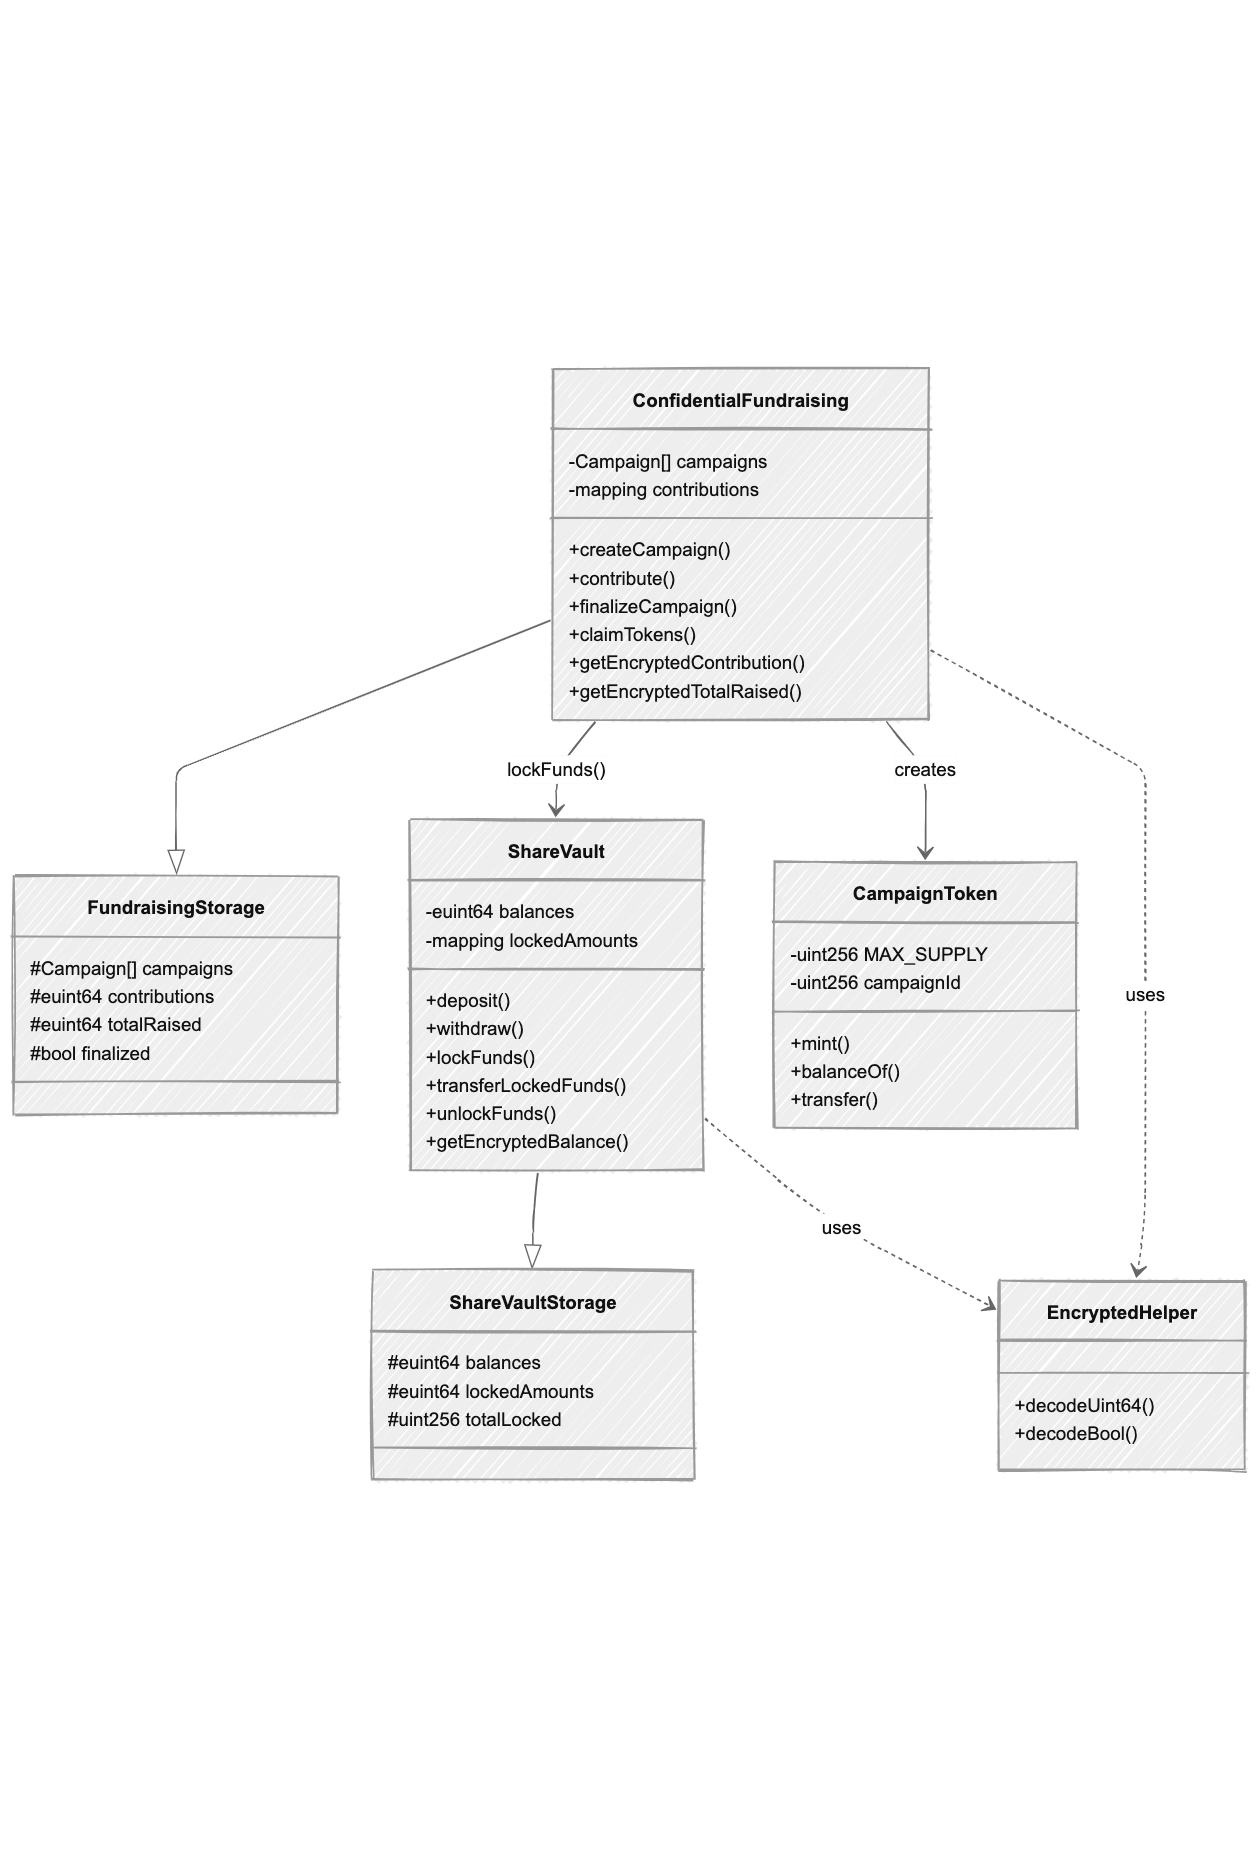 ConfidentialFundraising
-Campaign[] campaigns
-mapping contributions
+createCampaign()
+contribute()
+finalizeCampaign()
+claimTokens()
+getEncryptedContribution()
+getEncryptedTotalRaised()
lockFunds()
creates
uses
FundraisingStorage
#Campaign[] campaigns
#euint64 contributions
#euint64 totalRaised
#bool finalized
ShareVault
-euint64 balances
-mapping lockedAmounts
+deposit()
+withdraw()
+lockFunds()
+transferLockedFunds()
+unlockFunds()
+getEncryptedBalance()
CampaignToken
-uint256 MAX_SUPPLY
-uint256 campaignId
+mint()
+balanceOf()
+transfer()
uses
ShareVaultStorage
#euint64 balances
#euint64 lockedAmounts
#uint256 totalLocked
EncryptedHelper
+decodeUint64()
+decodeBool()